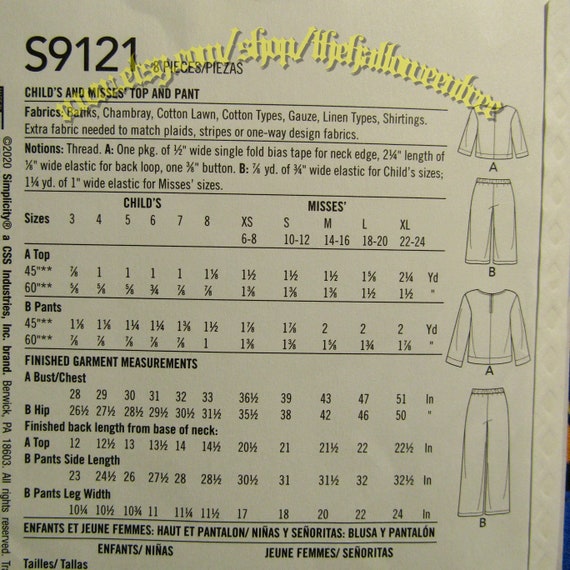 S9121 8 PIECES/PIEZAS
www.etsy.com/shop/thehalloweentree
CHILD'S AND MISSES' TOP AND PANT
Fabrics: Batiks, Chambray, Cotton Lawn, Cotton Types, Gauze, Linen Types, Shirtings.
Extra fabric needed to match plaids, stripes or one-way design fabrics.
Notions: Thread. A: One pkg. of ½" wide single fold bias tape for neck edge, 2¼" length of
⅛" wide elastic for back loop, one ⅜" button. B: ⅞ yd. of ¾" wide elastic for Child's sizes;
1¼ yd. of 1" wide elastic for Misses' sizes.
CHILD'S MISSES'
Sizes 3 4 5 6 7 8 XS S M L XL
6-8 10-12 14-16 18-20 22-24
A Top
45"** ⅞ 1 1 1 1 1⅛ 1½ 1½ 1½ 1⅝ 2¼ Yd
60"** ⅝ ⅝ ⅝ ¾ ⅞ ⅞ 1⅜ 1⅜ 1⅜ 1⅜ 1½ "
B Pants
45"** 1⅛ 1⅛ 1¼ 1¼ 1⅜ 1½ 1⅞ 1⅞ 2 2 2 Yd
60"** ⅞ ⅞ ⅞ ⅞ ⅞ 1 1⅜ 1⅜ 1⅝ 1¾ 1⅞ "
FINISHED GARMENT MEASUREMENTS
A Bust/Chest
28 29 30 31 32 33 36½ 39 43 47 51 In
B Hip 26½ 27½ 28½ 29½ 30½ 31½ 35½ 38 42 46 50 "
Finished back length from base of neck:
A Top 12 12½ 13 13½ 14 14½ 20½ 21 21½ 22 22½ In
B Pants Side Length
23 24½ 26 27½ 28 28½ 30½ 31 31½ 32 32½ In
B Pants Leg Width
10¼ 10½ 10¾ 11 11¼ 11½ 17 18 20 22 24 In
ENFANTS ET JEUNE FEMMES: HAUT ET PANTALON/ NIÑAS Y SEÑORITAS: BLUSA Y PANTALÓN
ENFANTS/ NIÑAS JEUNE FEMMES/ SEÑORITAS
Tailles/ Tallas
A
B
A
B
©2020 Simplicity® a CSS Industries, Inc. brand. Berwick, PA 18603. All rights reserved.